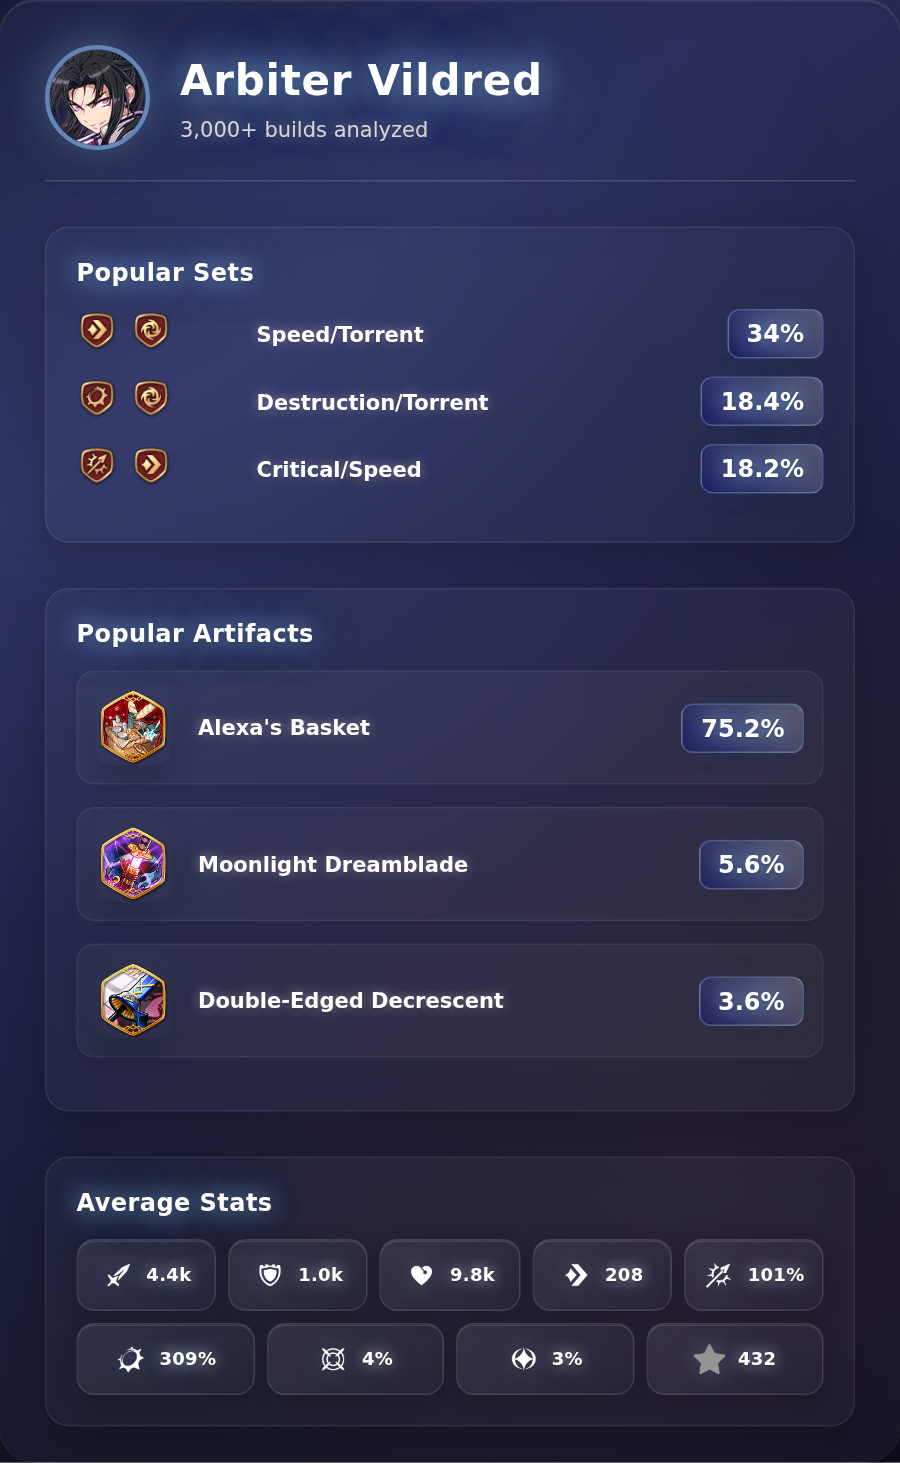 Arbiter Vildred
3,000+ builds analyzed
Popular Sets
Speed/Torrent 34%
Destruction/Torrent 18.4%
Critical/Speed 18.2%
Popular Artifacts
Alexa's Basket 75.2%
Moonlight Dreamblade 5.6%
Double-Edged Decrescent 3.6%
Average Stats
4.4k 1.0k 9.8k 208 101%
309% 4% 3% 432